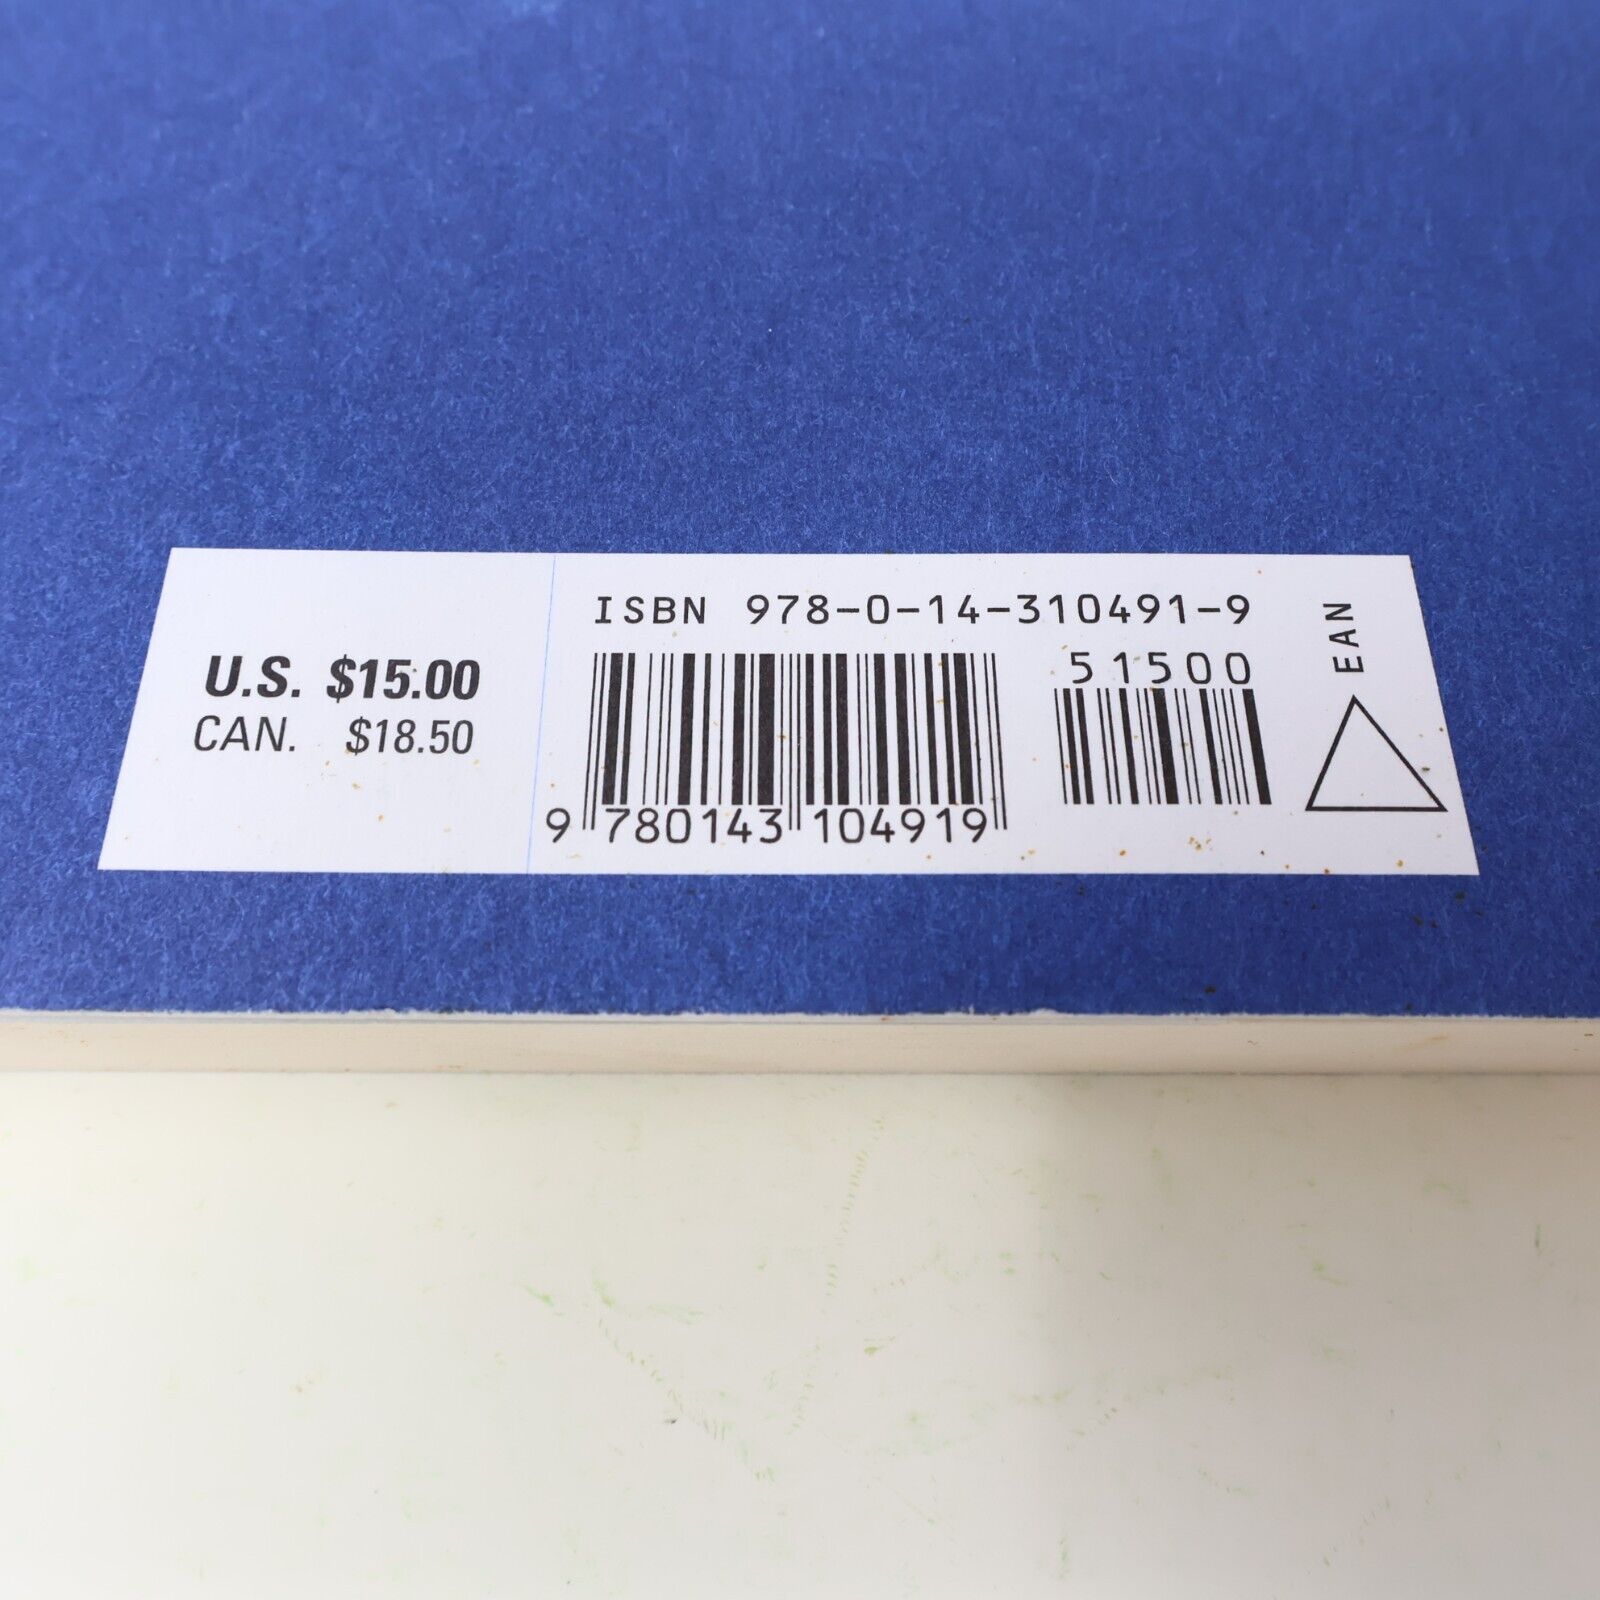 U.S. $15.00
CAN. $18.50
ISBN 978-0-14-310491-9
51500
9 780143 104919
EAN